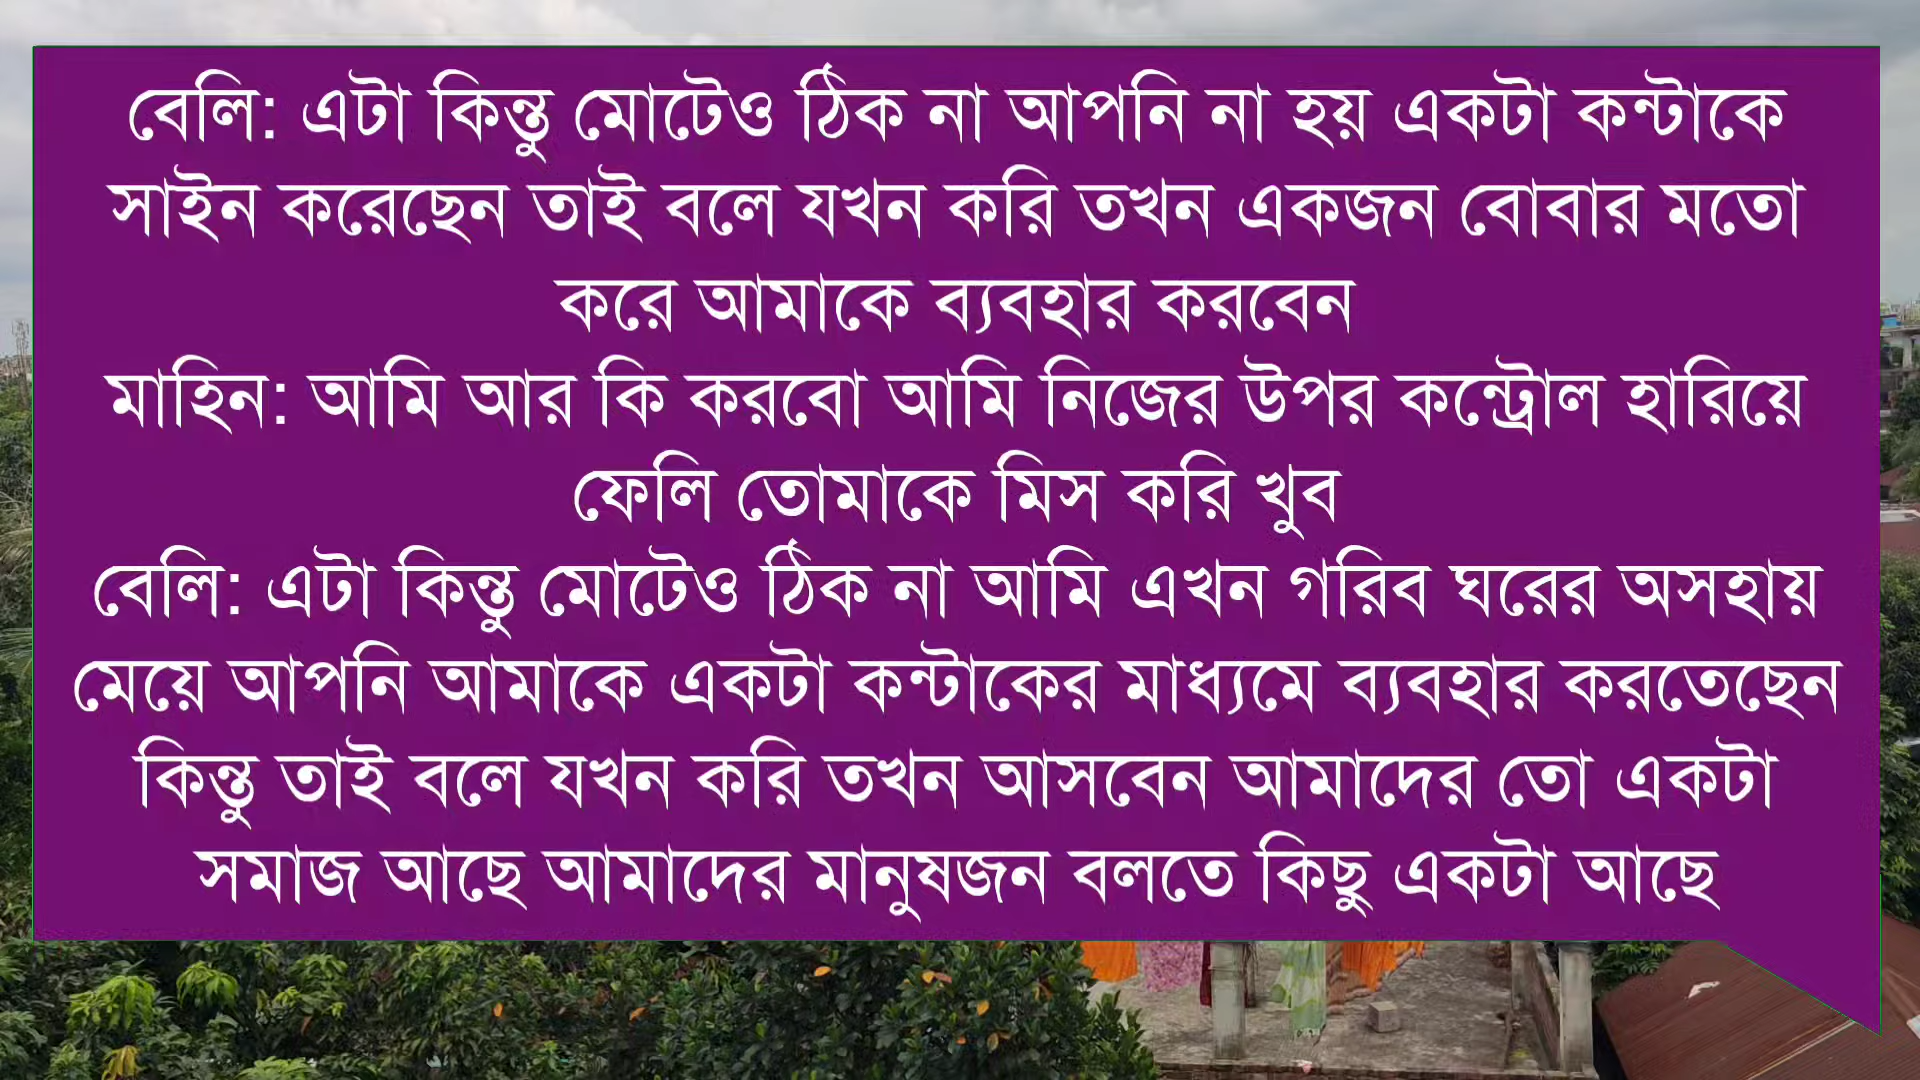 বেলি: এটা কিন্তু মোটেও ঠিক না আপনি না হয় একটা কন্টাকে
সাইন করেছেন তাই বলে যখন করি তখন একজন বোবার মতো
করে আমাকে ব্যবহার করবেন
মাহিন: আমি আর কি করবো আমি নিজের উপর কন্ট্রোল হারিয়ে
ফেলি তোমাকে মিস করি খুব
বেলি: এটা কিন্তু মোটেও ঠিক না আমি এখন গরিব ঘরের অসহায়
মেয়ে আপনি আমাকে একটা কন্টাকের মাধ্যমে ব্যবহার করতেছেন
কিন্তু তাই বলে যখন করি তখন আসবেন আমাদের তো একটা
সমাজ আছে আমাদের মানুষজন বলতে কিছু একটা আছে